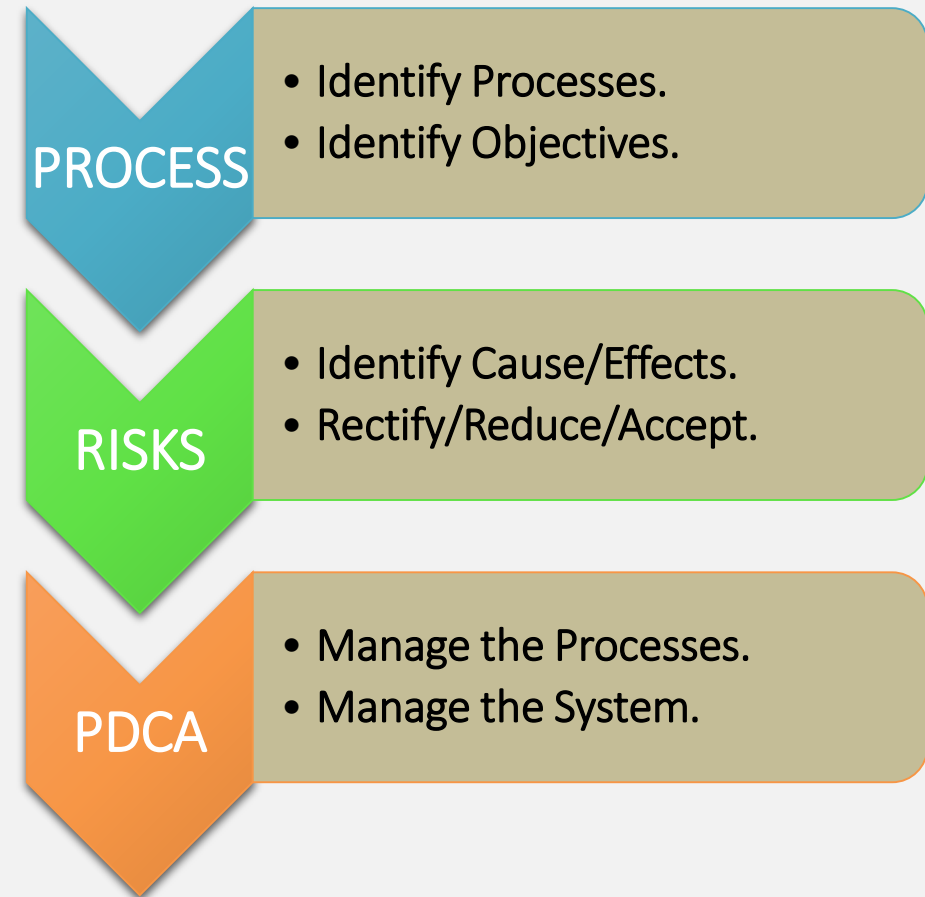 PROCESS
• Identify Processes.
• Identify Objectives.
RISKS
• Identify Cause/Effects.
• Rectify/Reduce/Accept.
PDCA
• Manage the Processes.
• Manage the System.